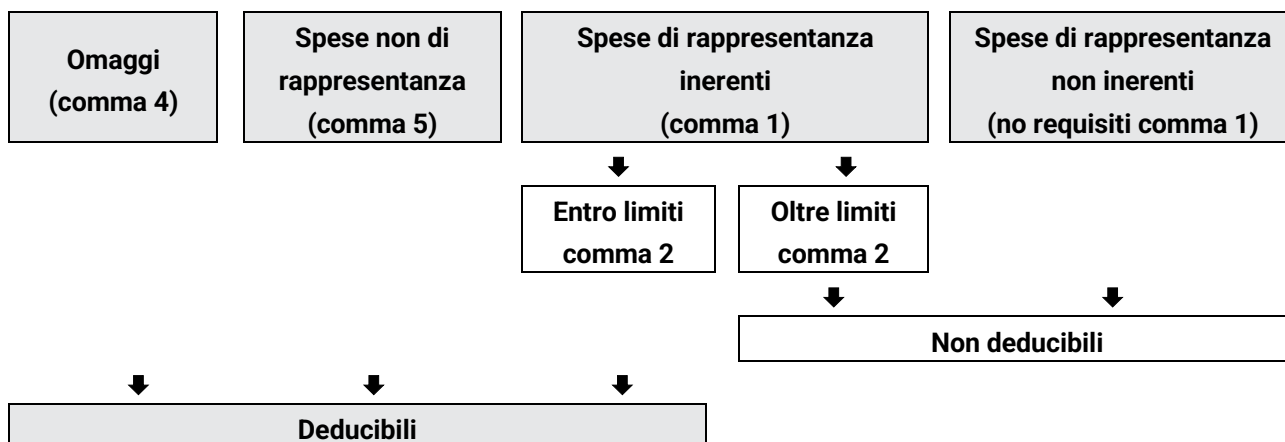 Omaggi
(comma 4)
Spese non di
rappresentanza
(comma 5)
Spese di rappresentanza
inerenti
(comma 1)
Spese di rappresentanza
non inerenti
(no requisiti comma 1)
Entro limiti
comma 2
Oltre limiti
comma 2
Non deducibili
Deducibili